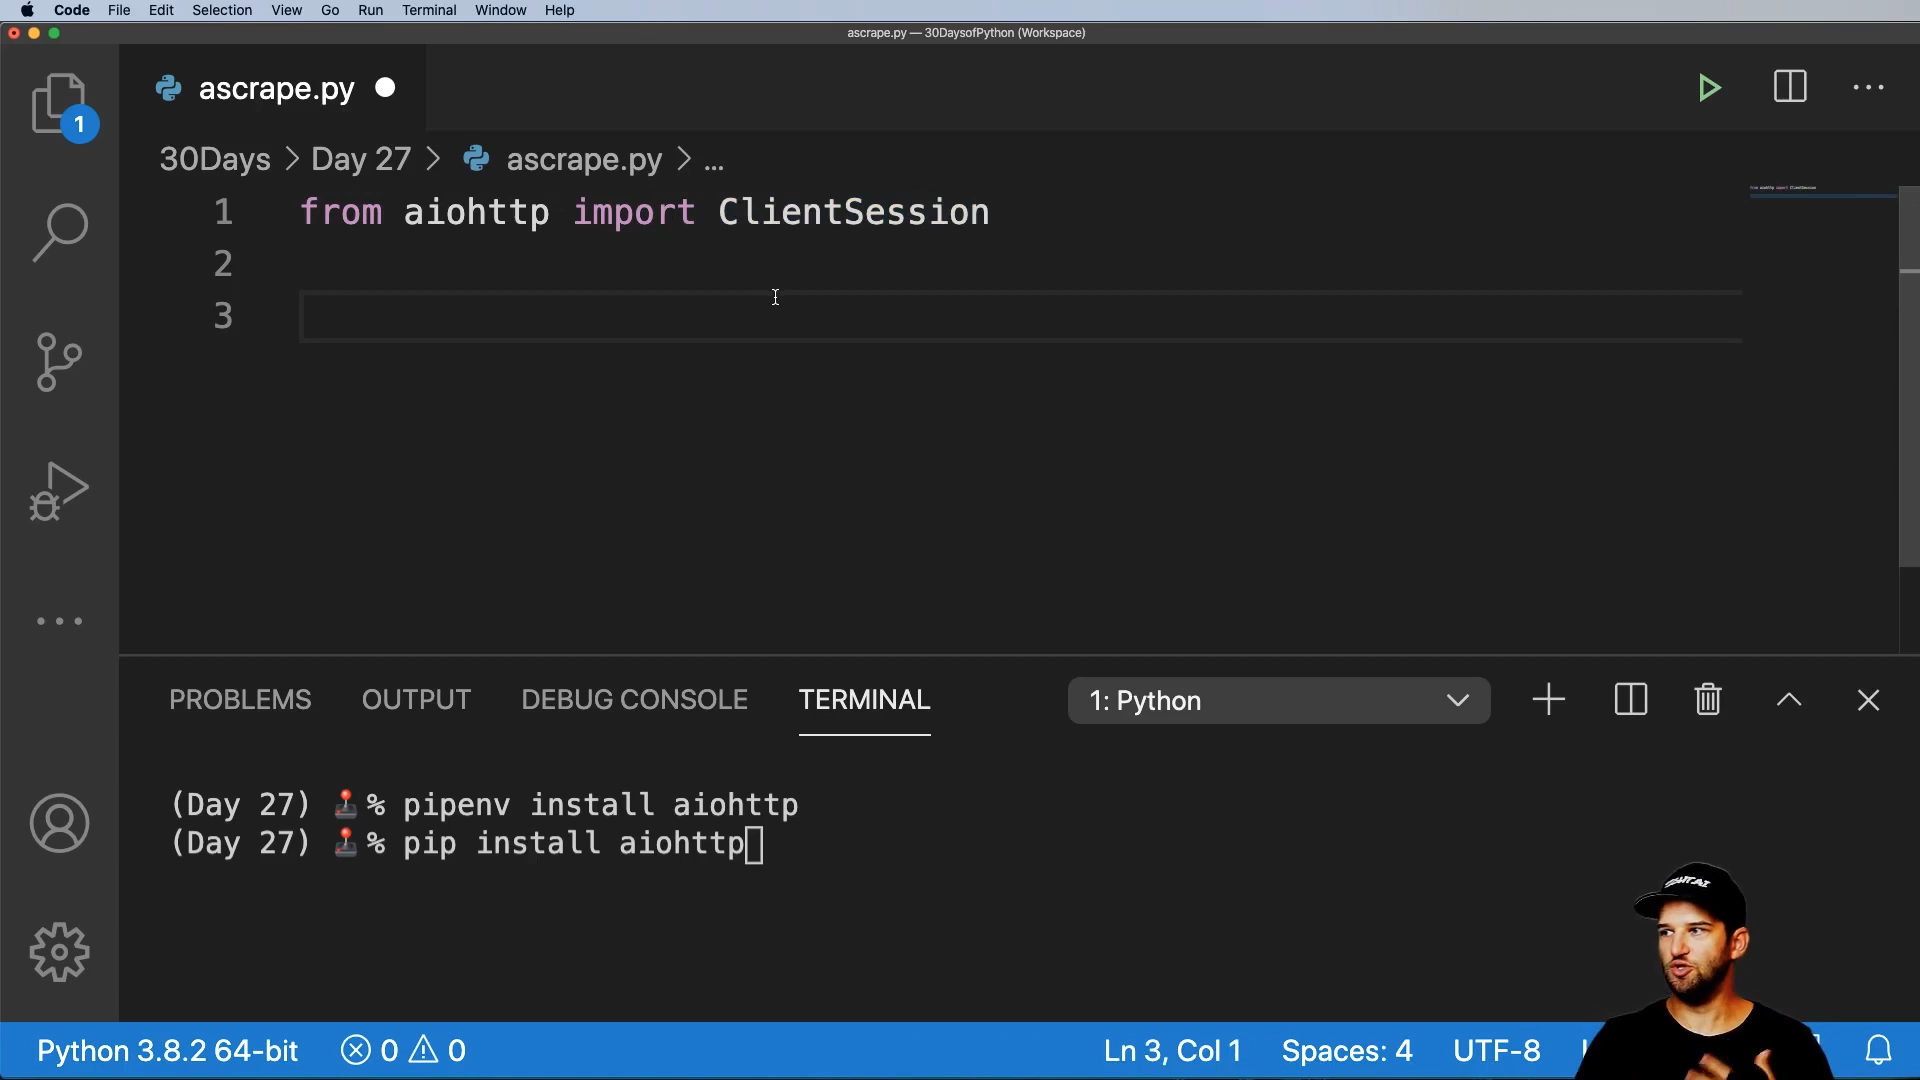 Code File Edit Selection View Go Run Terminal Window Help
ascrape.py — 30DaysofPython (Workspace)
ascrape.py
1
30Days > Day 27 > ascrape.py > ...
1 from aiohttp import ClientSession
2
3
PROBLEMS OUTPUT DEBUG CONSOLE TERMINAL 1: Python
(Day 27) 🕹% pipenv install aiohttp
(Day 27) 🕹% pip install aiohttp
Python 3.8.2 64-bit 0 0 Ln 3, Col 1 Spaces: 4 UTF-8